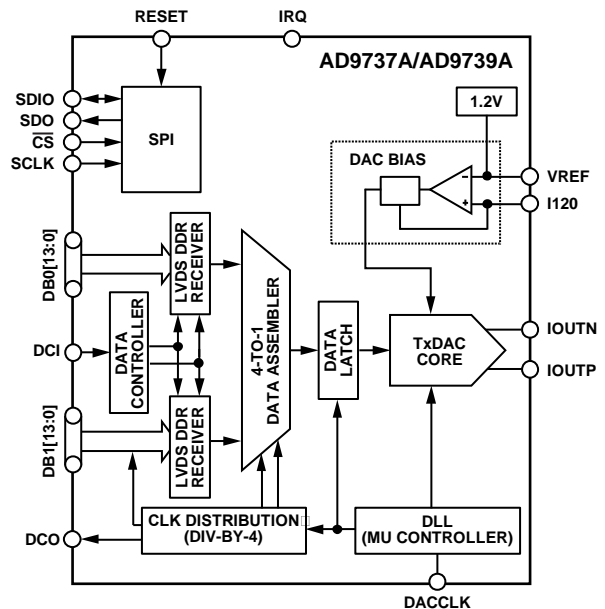 RESET
IRQ
AD9737A/AD9739A
SDIO
SDO
CS
SCLK
SPI
1.2V
DAC BIAS
–
+
VREF
I120
DB0[13:0]
LVDS DDR
RECEIVER
DCI
DATA
CONTROLLER
4-TO-1
DATA ASSEMBLER
DATA
LATCH
TxDAC
CORE
IOUTN
IOUTP
DB1[13:0]
LVDS DDR
RECEIVER
DCO
CLK DISTRIBUTION
(DIV-BY-4)
DLL
(MU CONTROLLER)
DACCLK